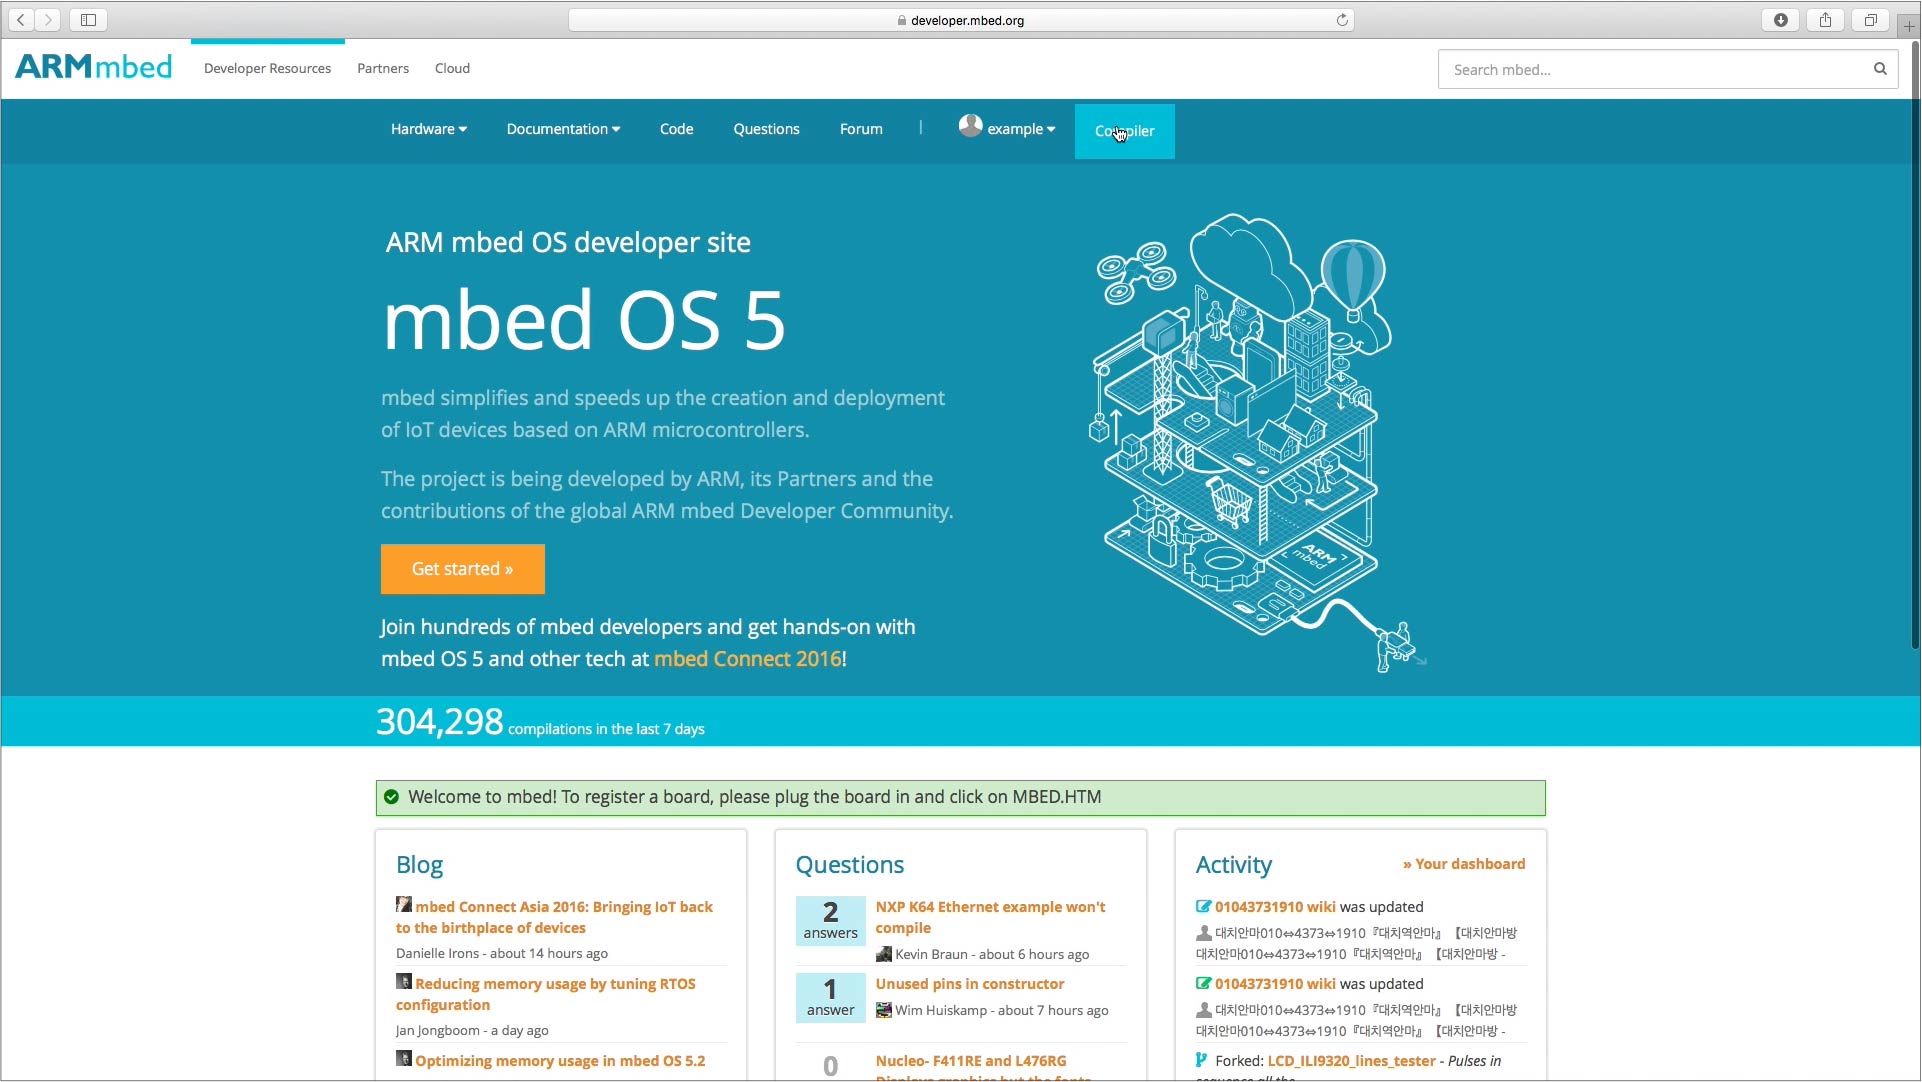 developer.mbed.org
ARM mbed
Developer Resources
Partners
Cloud
Search mbed...
Hardware
Documentation
Code
Questions
Forum
|
example
Compiler
ARM mbed OS developer site
mbed OS 5
mbed simplifies and speeds up the creation and deployment
of IoT devices based on ARM microcontrollers.
The project is being developed by ARM, its Partners and the
contributions of the global ARM mbed Developer Community.
Get started »
Join hundreds of mbed developers and get hands-on with
mbed OS 5 and other tech at mbed Connect 2016!
ARM
mbed
304,298 compilations in the last 7 days
Welcome to mbed! To register a board, please plug the board in and click on MBED.HTM
Blog
mbed Connect Asia 2016: Bringing IoT back
to the birthplace of devices
Danielle Irons - about 14 hours ago
Reducing memory usage by tuning RTOS
configuration
Jan Jongboom - a day ago
Optimizing memory usage in mbed OS 5.2
Questions
2
answers
NXP K64 Ethernet example won't
compile
Kevin Braun - about 6 hours ago
1
answer
Unused pins in constructor
Wim Huiskamp - about 7 hours ago
0
Nucleo- F411RE and L476RG
Displays graphics but the fonts
Activity
» Your dashboard
01043731910 wiki was updated
대치안마010⇔4373⇔1910『대치역안마』【대치안마방
대치안마010⇔4373⇔1910『대치역안마』【대치안마방 -
01043731910 wiki was updated
대치안마010⇔4373⇔1910『대치역안마』【대치안마방
대치안마010⇔4373⇔1910『대치역안마』【대치안마방 -
Forked: LCD_ILI9320_lines_tester - Pulses in
sequence all the